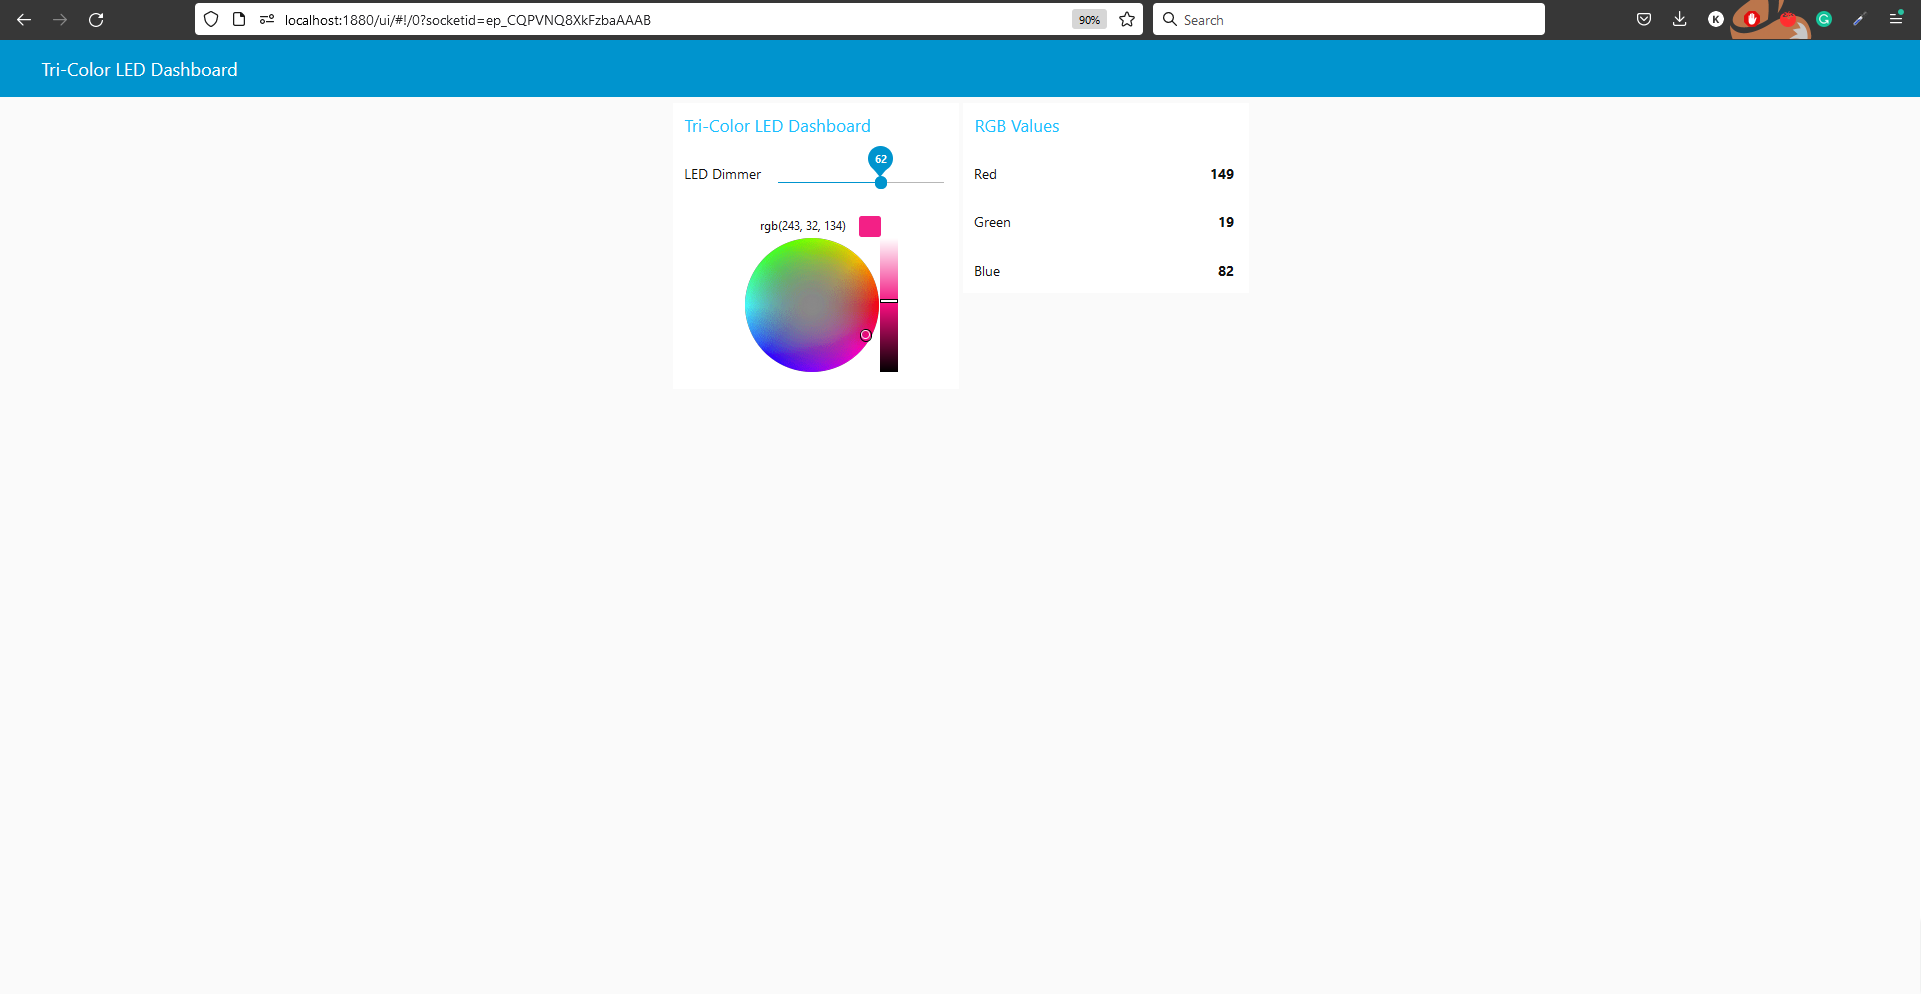 localhost:1880/ui/#!/0?socketid=ep_CQPVNQ8XkFzbaAAAB
90%
Search
K
Tri-Color LED Dashboard
Tri-Color LED Dashboard
LED Dimmer
62
rgb(243, 32, 134)
RGB Values
Red 149
Green 19
Blue 82